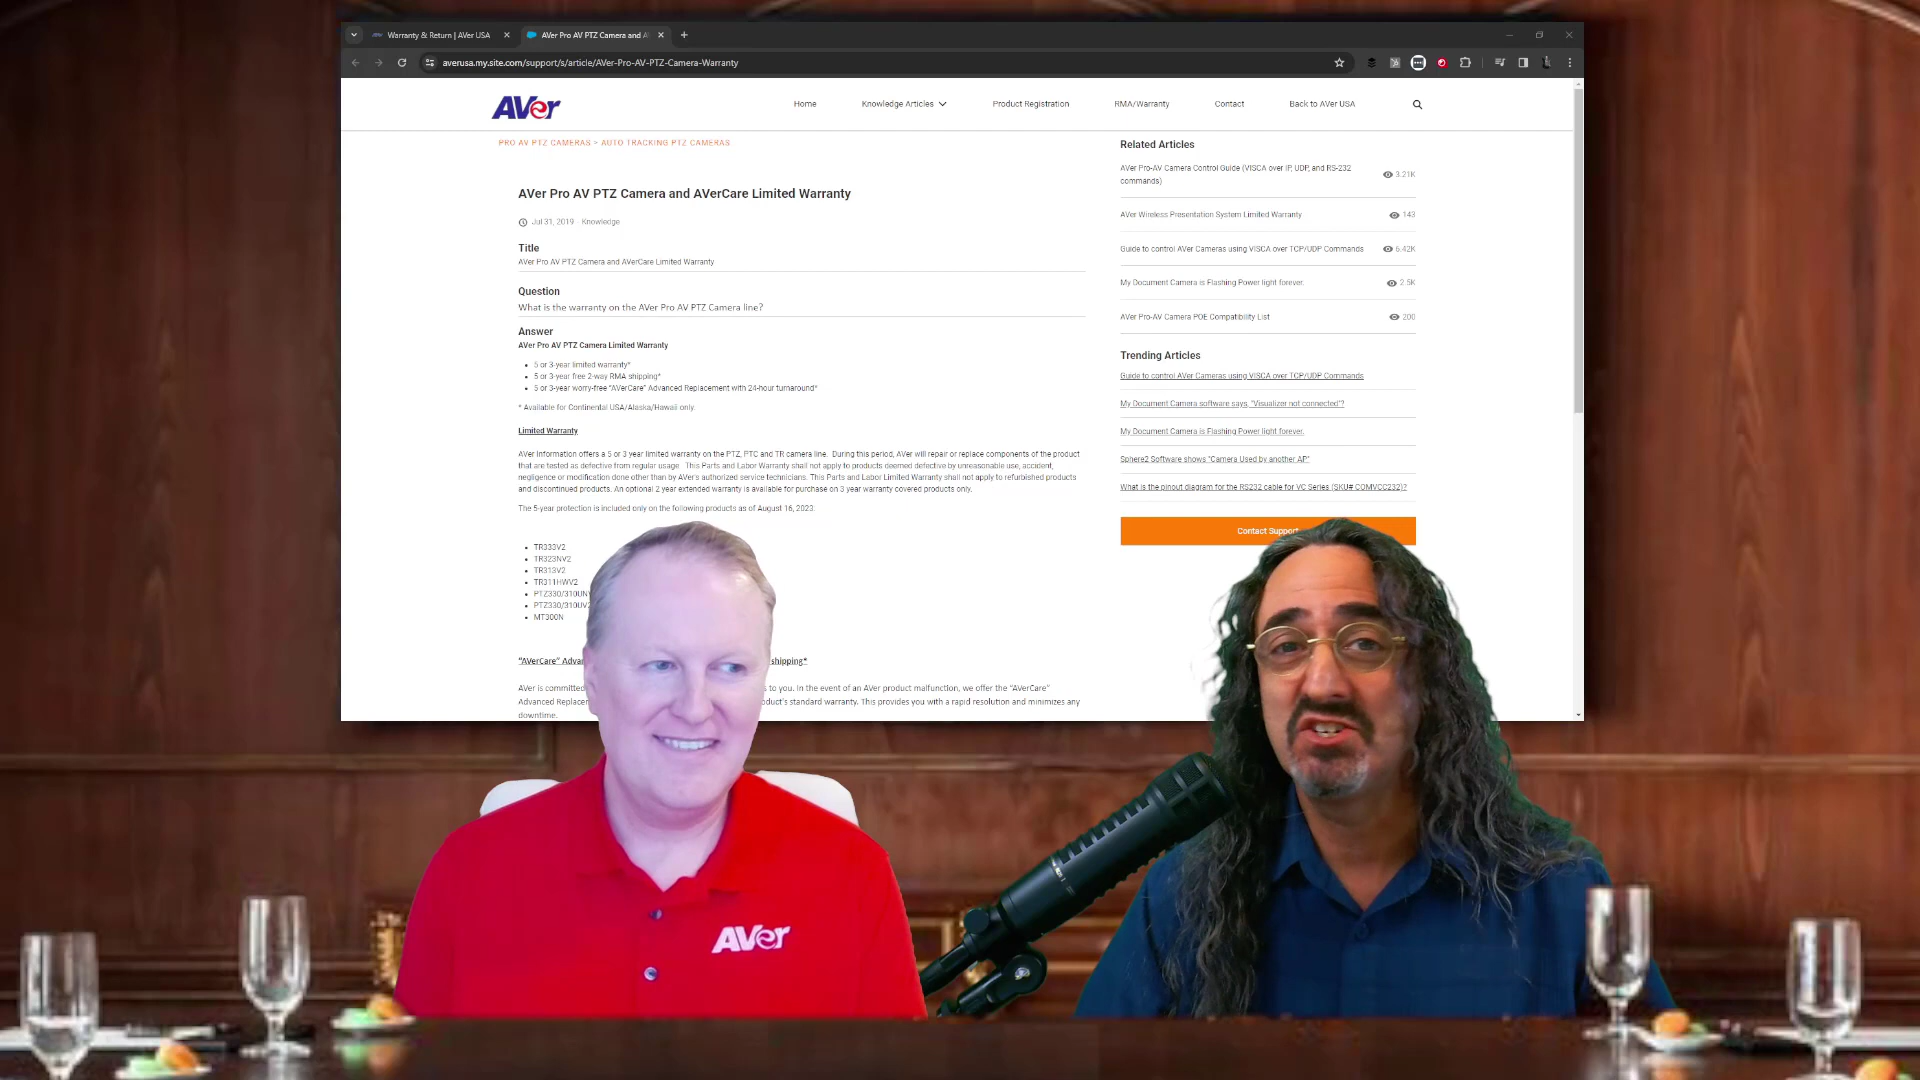 Warranty & Return | AVer USA
AVer Pro AV PTZ Camera and A
averusa.my.site.com/support/s/article/AVer-Pro-AV-PTZ-Camera-Warranty
AVer
Home
Knowledge Articles
Product Registration
RMA/Warranty
Contact
Back to AVer USA
PRO AV PTZ CAMERAS > AUTO TRACKING PTZ CAMERAS
AVer Pro AV PTZ Camera and AVerCare Limited Warranty
Jul 31, 2019 · Knowledge
Title
AVer Pro AV PTZ Camera and AVerCare Limited Warranty
Question
What is the warranty on the AVer Pro AV PTZ Camera line?
Answer
AVer Pro AV PTZ Camera Limited Warranty
5 or 3-year limited warranty*
5 or 3-year free 2-way RMA shipping*
5 or 3-year worry-free "AVerCare" Advanced Replacement with 24-hour turnaround*
* Available for Continental USA/Alaska/Hawaii only.
Limited Warranty
AVer Information offers a 5 or 3 year limited warranty on the PTZ, PTC and TR camera line. During this period, AVer will repair or replace components of the product
that are tested as defective from regular usage. This Parts and Labor Warranty shall not apply to products deemed defective by unreasonable use, accident,
negligence or modification done other than by AVer's authorized service technicians. This Parts and Labor Limited Warranty shall not apply to refurbished products
and discontinued products. An optional 2 year extended warranty is available for purchase on 3 year warranty covered products only.
The 5-year protection is included only on the following products as of August 16, 2023.
TR333V2
TR323NV2
TR313V2
TR311HWV2
PTZ330/310UN
PTZ330/310UV2
MT300N
"AVerCare" Advan shipping*
AVer is committed s to you. In the event of an AVer product malfunction, we offer the "AVerCare"
Advanced Replacem oduct's standard warranty. This provides you with a rapid resolution and minimizes any
downtime.
Related Articles
AVer Pro-AV Camera Control Guide (VISCA over IP, UDP, and RS-232
commands)
3.21K
AVer Wireless Presentation System Limited Warranty
143
Guide to control AVer Cameras using VISCA over TCP/UDP Commands
6.42K
My Document Camera is Flashing Power light forever.
2.5K
AVer Pro-AV Camera POE Compatibility List
200
Trending Articles
Guide to control AVer Cameras using VISCA over TCP/UDP Commands
My Document Camera software says, "Visualizer not connected"?
My Document Camera is Flashing Power light forever.
Sphere2 Software shows "Camera Used by another AP"
What is the pinout diagram for the RS232 cable for VC Series (SKU# COMVCC232)?
Contact Support
AVer